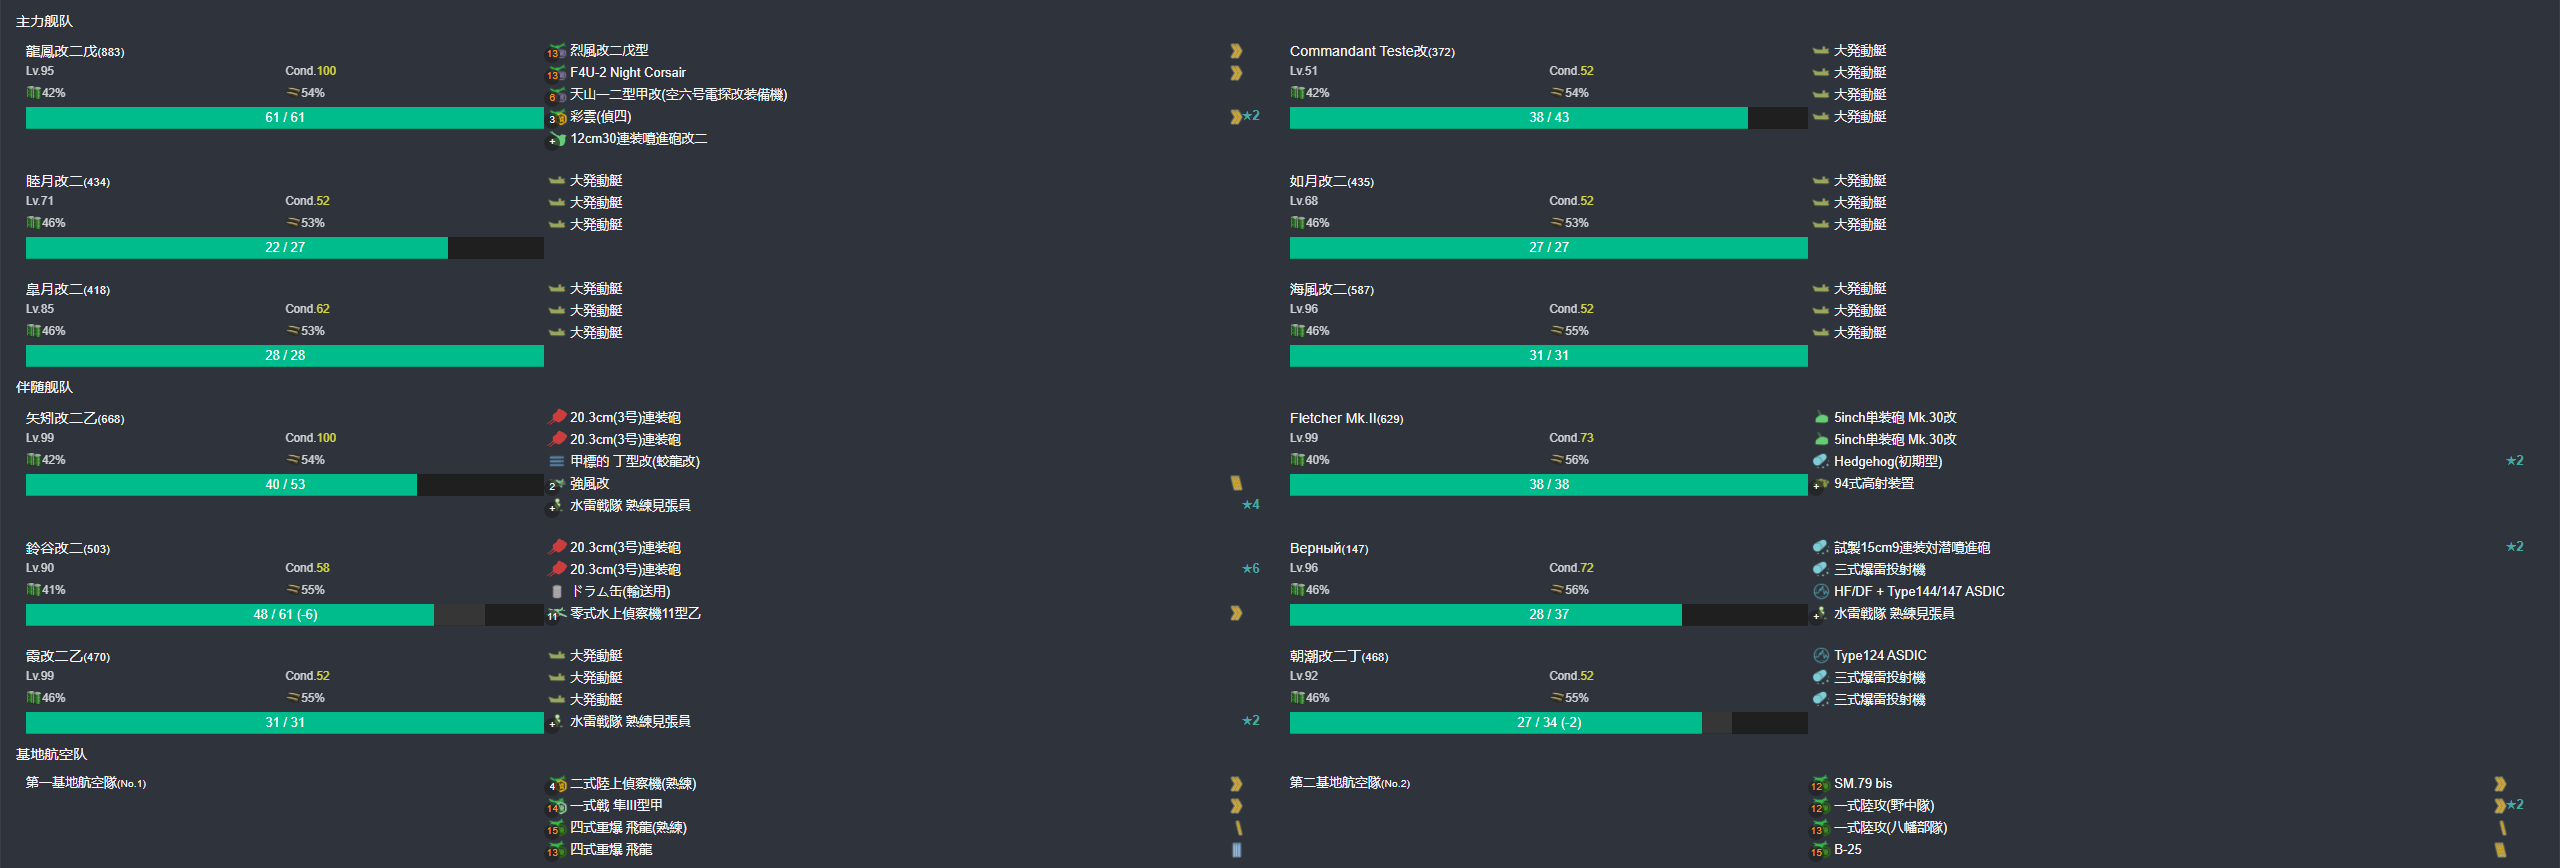 主力舰队
龍鳳改二戊(883)
Lv.95 Cond.100
42% 54%
61 / 61
13 烈風改二戊型
13 F4U-2 Night Corsair
6 天山一二型甲改(空六号電探改装備機)
3 彩雲(偵四) ★2
+ 12cm30連装噴進砲改二
Commandant Teste改(372)
Lv.51 Cond.52
42% 54%
38 / 43
大発動艇
大発動艇
大発動艇
大発動艇
睦月改二(434)
Lv.71 Cond.52
46% 53%
22 / 27
大発動艇
大発動艇
大発動艇
如月改二(435)
Lv.68 Cond.52
46% 53%
27 / 27
大発動艇
大発動艇
大発動艇
皐月改二(418)
Lv.85 Cond.62
46% 53%
28 / 28
大発動艇
大発動艇
大発動艇
海風改二(587)
Lv.96 Cond.52
46% 55%
31 / 31
大発動艇
大発動艇
大発動艇
伴随舰队
矢矧改二乙(668)
Lv.99 Cond.100
42% 54%
40 / 53
20.3cm(3号)連装砲
20.3cm(3号)連装砲
甲標的 丁型改(蛟龍改)
2 強風改
+ 水雷戦隊 熟練見張員 ★4
Fletcher Mk.II(629)
Lv.99 Cond.73
40% 56%
38 / 38
5inch単装砲 Mk.30改
5inch単装砲 Mk.30改
Hedgehog(初期型) ★2
+ 94式高射装置
鈴谷改二(503)
Lv.90 Cond.58
41% 55%
48 / 61 (-6)
20.3cm(3号)連装砲
20.3cm(3号)連装砲 ★6
ドラム缶(輸送用)
11 零式水上偵察機11型乙
Верный(147)
Lv.96 Cond.72
46% 56%
28 / 37
試製15cm9連装対潜噴進砲 ★2
三式爆雷投射機
HF/DF + Type144/147 ASDIC
+ 水雷戦隊 熟練見張員
霞改二乙(470)
Lv.99 Cond.52
46% 55%
31 / 31
大発動艇
大発動艇
大発動艇
+ 水雷戦隊 熟練見張員 ★2
朝潮改二丁(468)
Lv.92 Cond.52
46% 55%
27 / 34 (-2)
Type124 ASDIC
三式爆雷投射機
三式爆雷投射機
基地航空队
第一基地航空隊(No.1)
4 二式陸上偵察機(熟練)
14 一式戦 隼III型甲
15 四式重爆 飛龍(熟練)
13 四式重爆 飛龍
第二基地航空隊(No.2)
12 SM.79 bis
12 一式陸攻(野中隊) ★2
13 一式陸攻(八幡部隊)
15 B-25